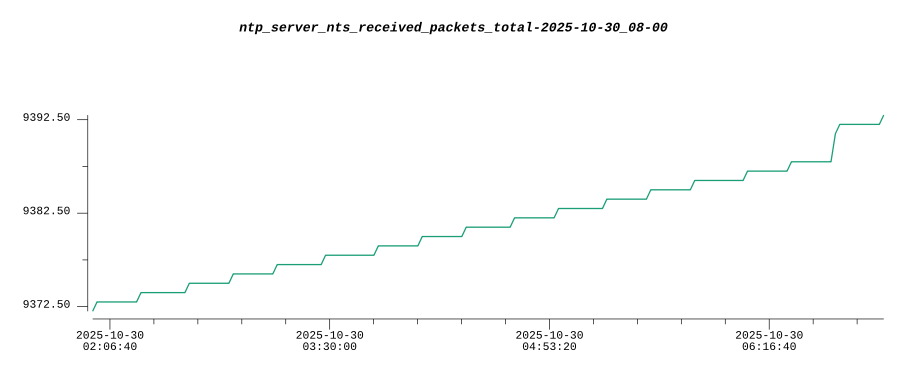 ntp_server_nts_received_packets_total-2025-10-30_08-00
9392.50
9382.50
9372.50
2025-10-30 2025-10-30 2025-10-30 2025-10-30
02:06:40 03:30:00 04:53:20 06:16:40